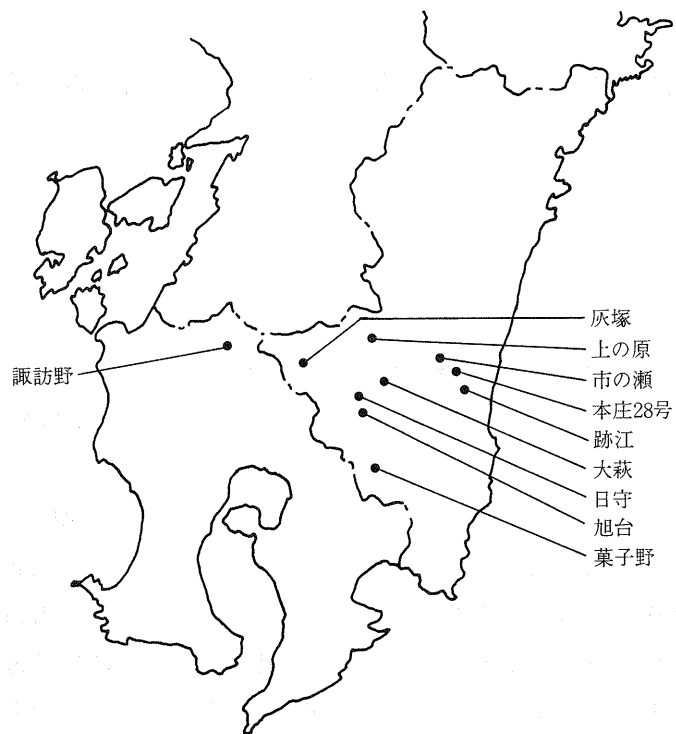 灰塚
上の原
市の瀬
本庄28号
跡江
大萩
日守
旭台
菓子野
諏訪野